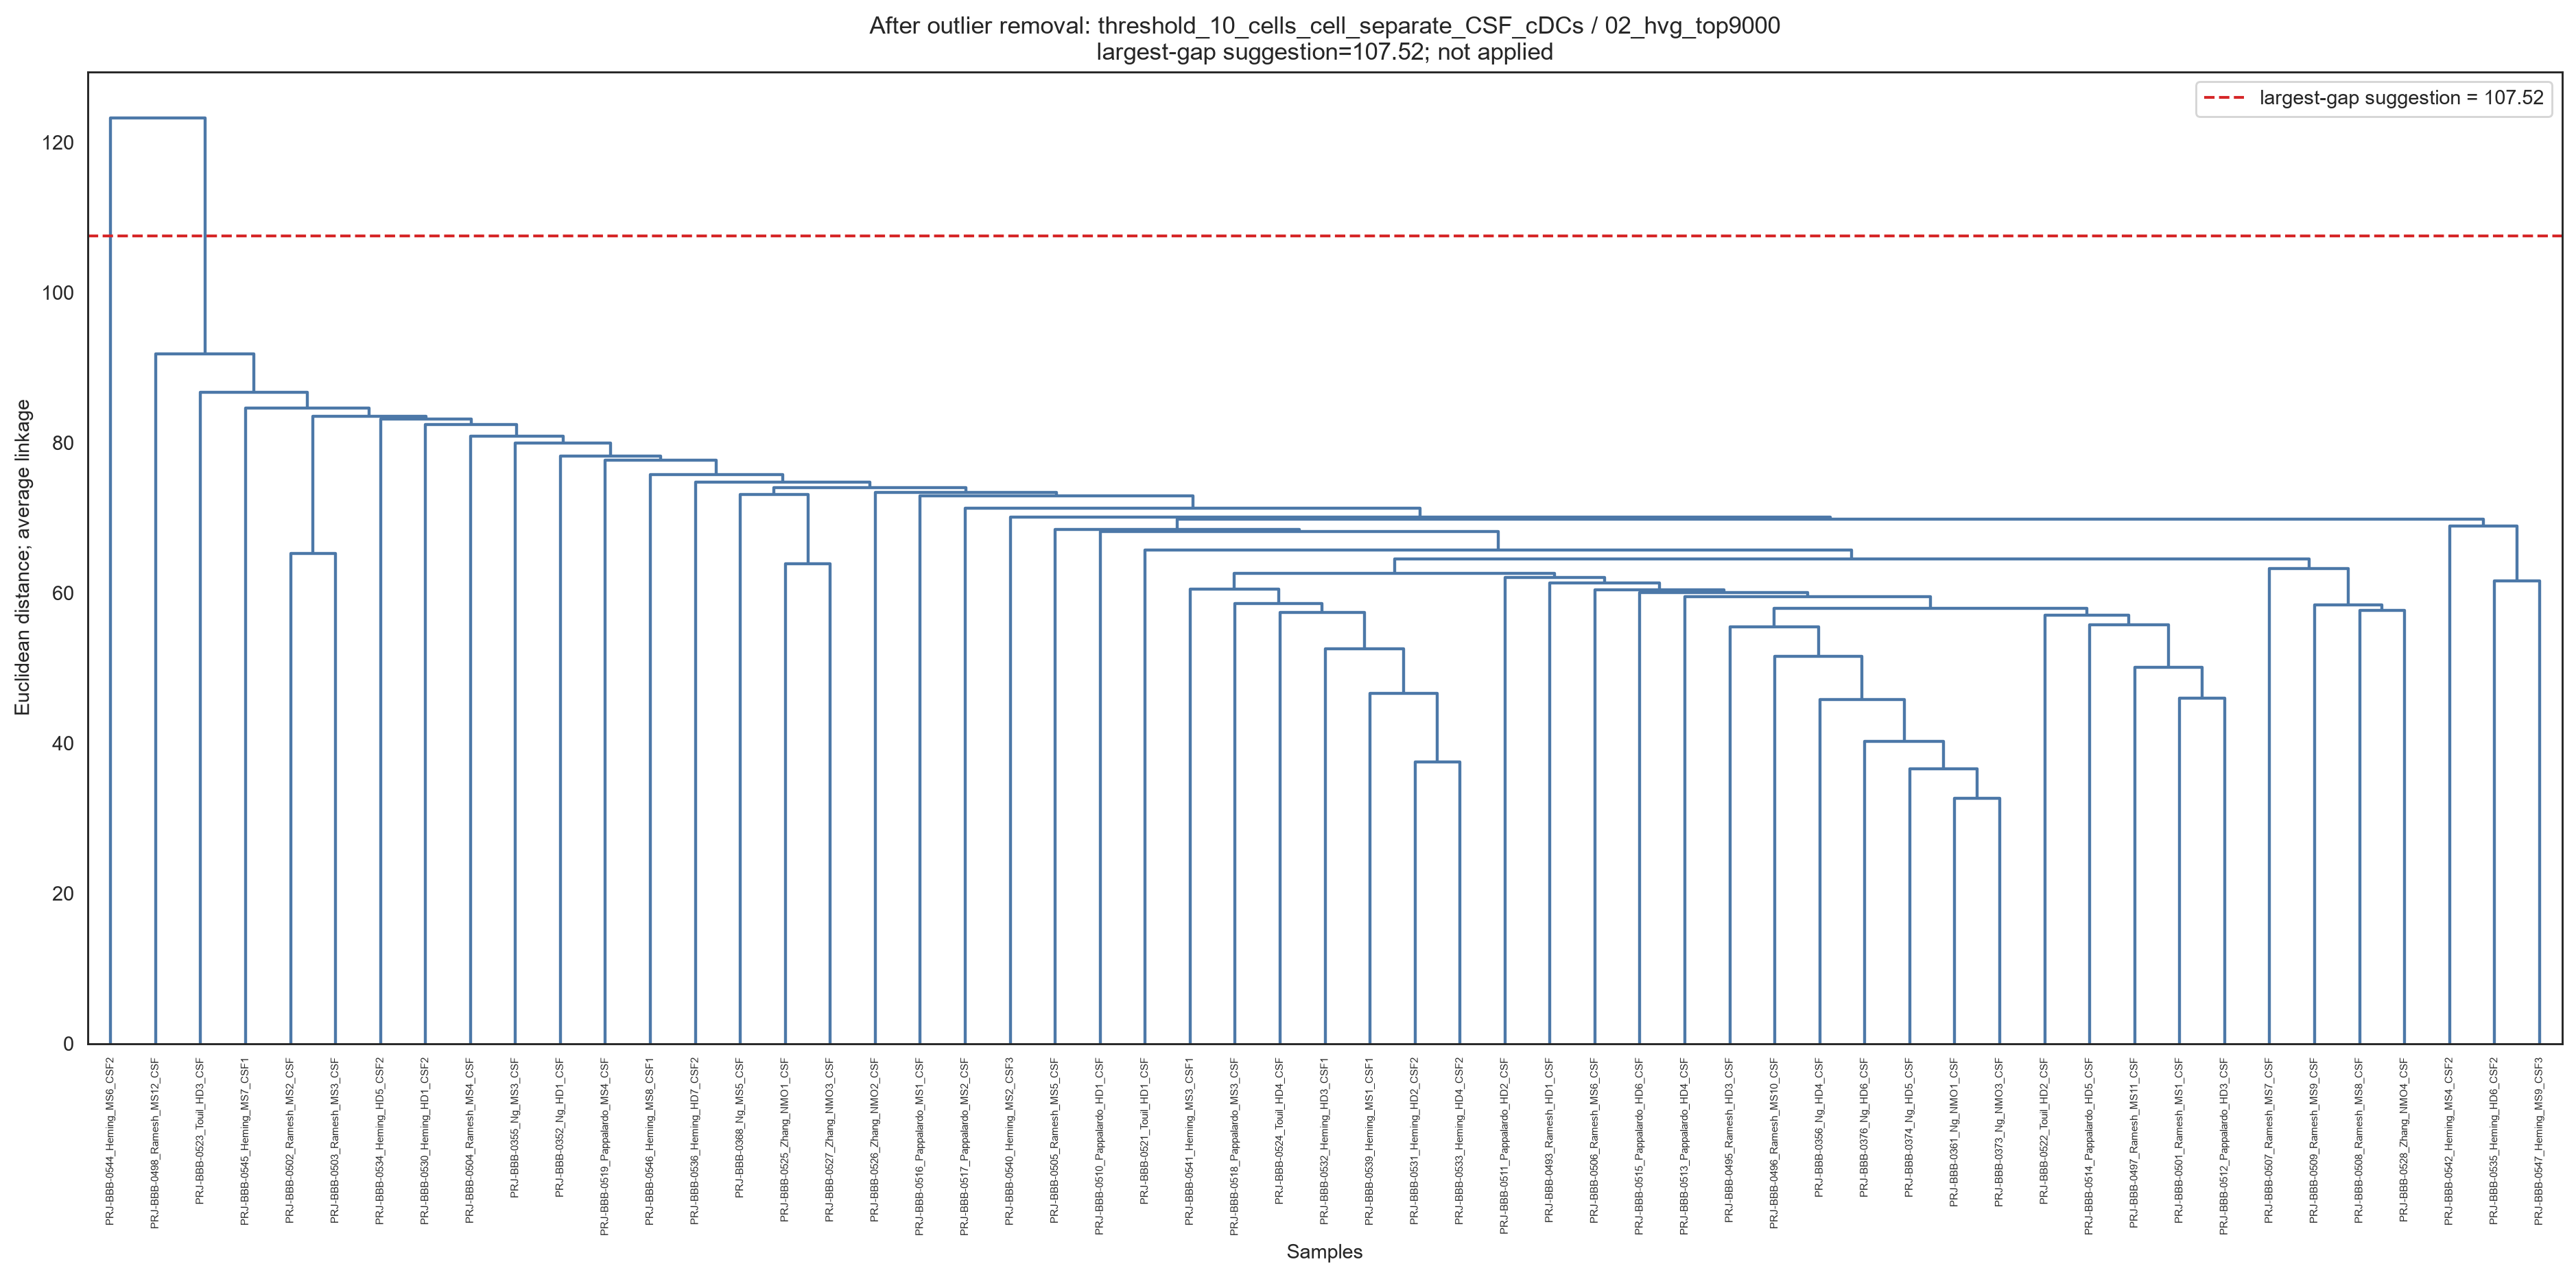 After outlier removal: threshold_10_cells_cell_separate_CSF_cDCs / 02_hvg_top9000
largest-gap suggestion=107.52; not applied
largest-gap suggestion = 107.52
Euclidean distance; average linkage
120
100
80
60
40
20
0
PRJ-BBB-0544_Heming_MS6_CSF2
PRJ-BBB-0498_Ramesh_MS12_CSF
PRJ-BBB-0523_Touil_HD3_CSF
PRJ-BBB-0545_Heming_MS7_CSF1
PRJ-BBB-0502_Ramesh_MS2_CSF
PRJ-BBB-0503_Ramesh_MS3_CSF
PRJ-BBB-0534_Heming_HD5_CSF2
PRJ-BBB-0530_Heming_HD1_CSF2
PRJ-BBB-0504_Ramesh_MS4_CSF
PRJ-BBB-0355_Ng_MS3_CSF
PRJ-BBB-0352_Ng_HD1_CSF
PRJ-BBB-0519_Pappalardo_MS4_CSF
PRJ-BBB-0546_Heming_MS8_CSF1
PRJ-BBB-0536_Heming_HD7_CSF2
PRJ-BBB-0368_Ng_MS5_CSF
PRJ-BBB-0525_Zhang_NMO1_CSF
PRJ-BBB-0527_Zhang_NMO3_CSF
PRJ-BBB-0526_Zhang_NMO2_CSF
PRJ-BBB-0516_Pappalardo_MS1_CSF
PRJ-BBB-0517_Pappalardo_MS2_CSF
PRJ-BBB-0540_Heming_MS2_CSF3
PRJ-BBB-0505_Ramesh_MS5_CSF
PRJ-BBB-0510_Pappalardo_HD1_CSF
PRJ-BBB-0521_Touil_HD1_CSF
PRJ-BBB-0541_Heming_MS3_CSF1
PRJ-BBB-0518_Pappalardo_MS3_CSF
PRJ-BBB-0524_Touil_HD4_CSF
PRJ-BBB-0532_Heming_HD3_CSF1
PRJ-BBB-0539_Heming_MS1_CSF1
PRJ-BBB-0531_Heming_HD2_CSF2
PRJ-BBB-0533_Heming_HD4_CSF2
PRJ-BBB-0511_Pappalardo_HD2_CSF
PRJ-BBB-0493_Ramesh_HD1_CSF
PRJ-BBB-0506_Ramesh_MS6_CSF
PRJ-BBB-0515_Pappalardo_HD6_CSF
PRJ-BBB-0513_Pappalardo_HD4_CSF
PRJ-BBB-0495_Ramesh_HD3_CSF
PRJ-BBB-0496_Ramesh_MS10_CSF
PRJ-BBB-0356_Ng_HD4_CSF
PRJ-BBB-0376_Ng_HD6_CSF
PRJ-BBB-0374_Ng_HD5_CSF
PRJ-BBB-0361_Ng_NMO1_CSF
PRJ-BBB-0373_Ng_NMO3_CSF
PRJ-BBB-0522_Touil_HD2_CSF
PRJ-BBB-0514_Pappalardo_HD5_CSF
PRJ-BBB-0497_Ramesh_MS11_CSF
PRJ-BBB-0501_Ramesh_MS1_CSF
PRJ-BBB-0512_Pappalardo_HD3_CSF
PRJ-BBB-0507_Ramesh_MS7_CSF
PRJ-BBB-0509_Ramesh_MS9_CSF
PRJ-BBB-0508_Ramesh_MS8_CSF
PRJ-BBB-0528_Zhang_NMO4_CSF
PRJ-BBB-0542_Heming_MS4_CSF2
PRJ-BBB-0535_Heming_HD6_CSF2
PRJ-BBB-0547_Heming_MS9_CSF3
Samples